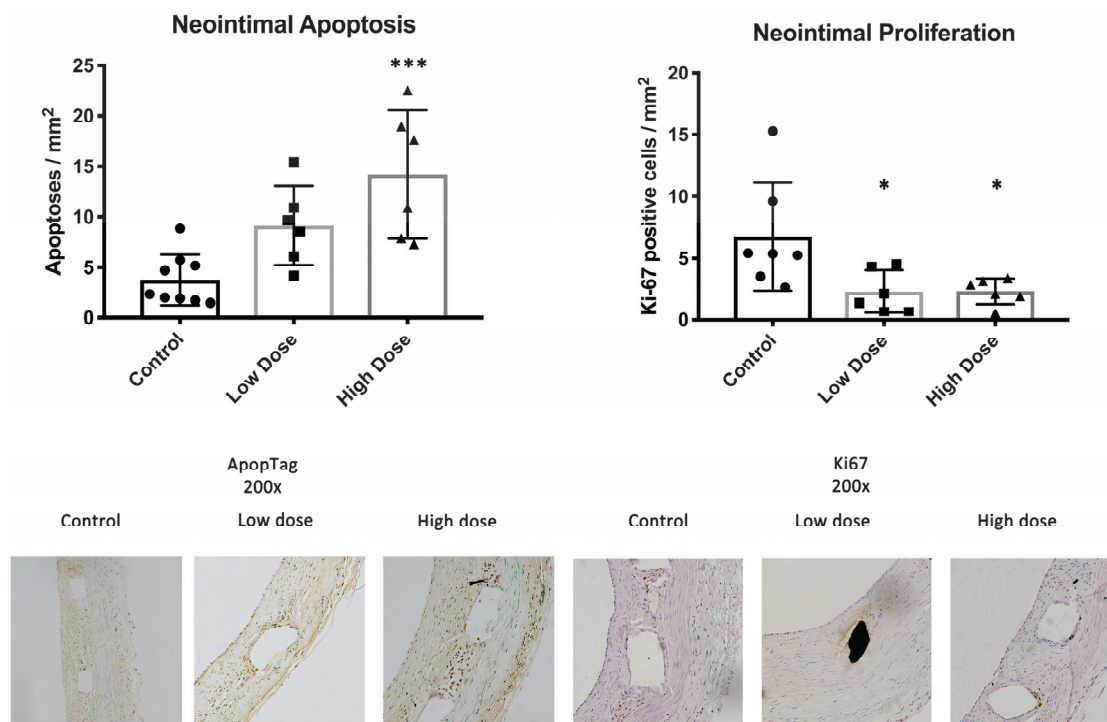 Neointimal Apoptosis
Apoptoses / mm²
25
20
15
10
5
0
***
Control
Low Dose
High Dose
Neointimal Proliferation
Ki-67 positive cells / mm²
20
15
10
5
0
*
*
Control
Low Dose
High Dose
ApopTag
200x
Control
Low dose
High dose
Ki67
200x
Control
Low dose
High dose